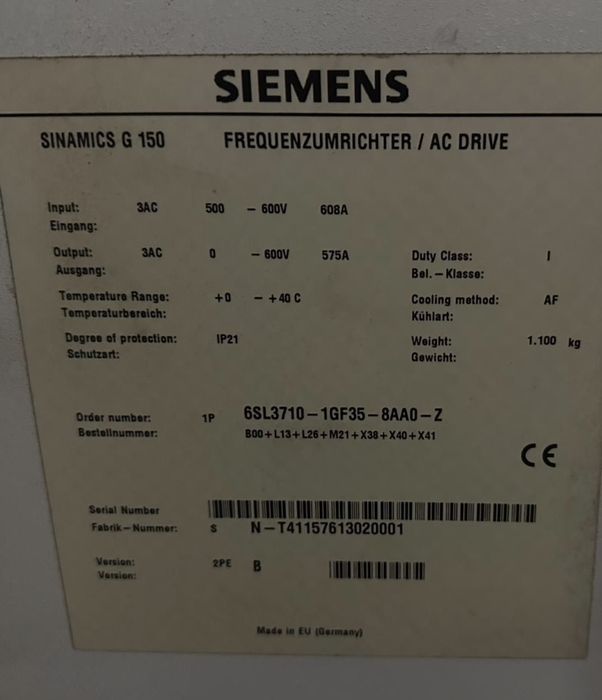 SIEMENS
SINAMICS G 150 FREQUENZUMRICHTER / AC DRIVE
Input: 3AC 500 – 600V 608A
Eingang:
Output: 3AC 0 – 600V 575A Duty Class: I
Ausgang: Bel.–Klasse:
Temperature Range: +0 – +40 C Cooling method: AF
Temperaturbereich: Kühlart:
Degree of protection: IP21 Weight: 1.100 kg
Schutzart: Gewicht:
Order number: 1P 6SL3710–1GF35–8AA0–Z
Bestellnummer: B00+L13+L26+M21+X38+X40+X41
CE
Serial Number
Fabrik–Nummer: S N–T41157613020001
Version: 2PE B
Version:
Made in EU (Germany)